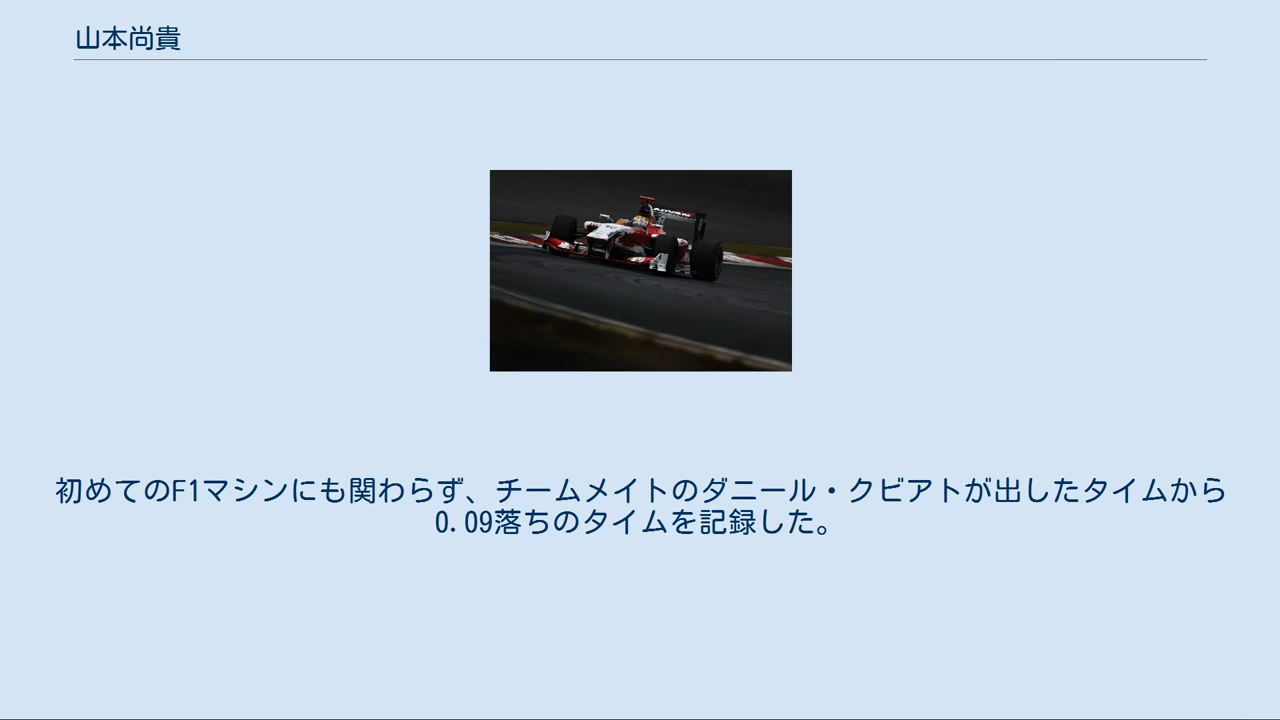 山本尚貴
ADVAN
初めてのF1マシンにも関わらず、チームメイトのダニール・クビアトが出したタイムから
0.09落ちのタイムを記録した。